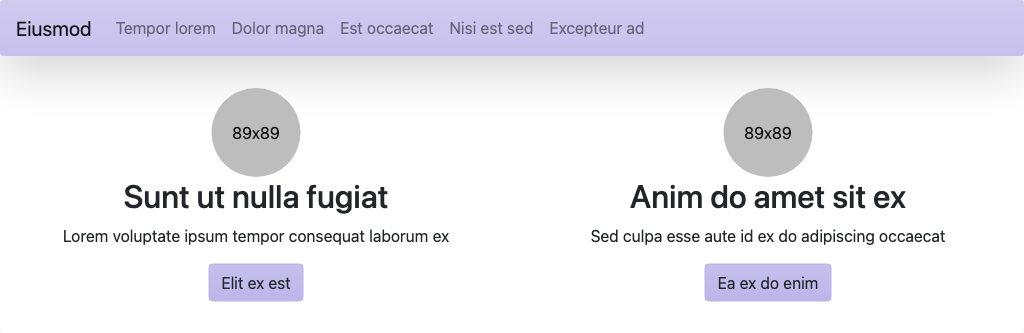 Eiusmod Tempor lorem Dolor magna Est occaecat Nisi est sed Excepteur ad
89x89
Sunt ut nulla fugiat
Lorem voluptate ipsum tempor consequat laborum ex
Elit ex est
89x89
Anim do amet sit ex
Sed culpa esse aute id ex do adipiscing occaecat
Ea ex do enim